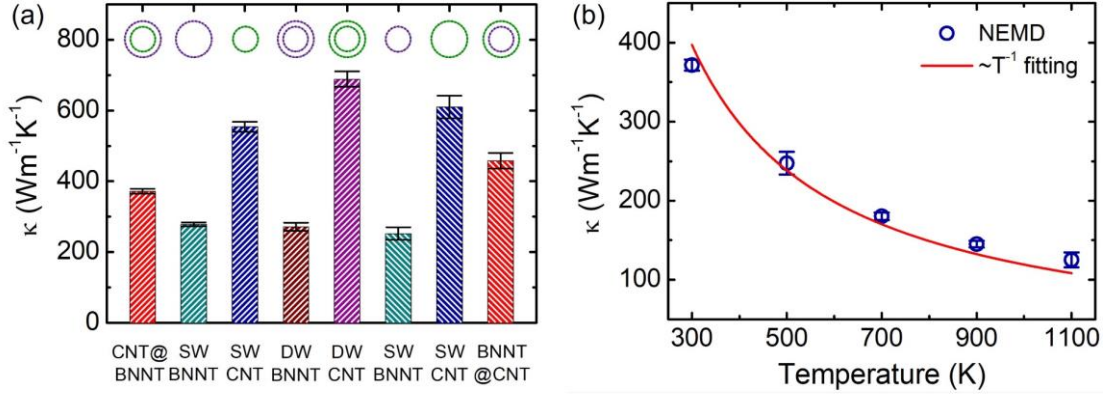 (a)
κ (Wm⁻¹K⁻¹)
800
600
400
200
0
CNT@ SW SW DW DW SW SW BNNT
BNNT BNNT CNT BNNT CNT BNNT CNT @CNT
(b)
κ (Wm⁻¹K⁻¹)
NEMD
~T⁻¹ fitting
400
300
200
100
300 500 700 900 1100
Temperature (K)